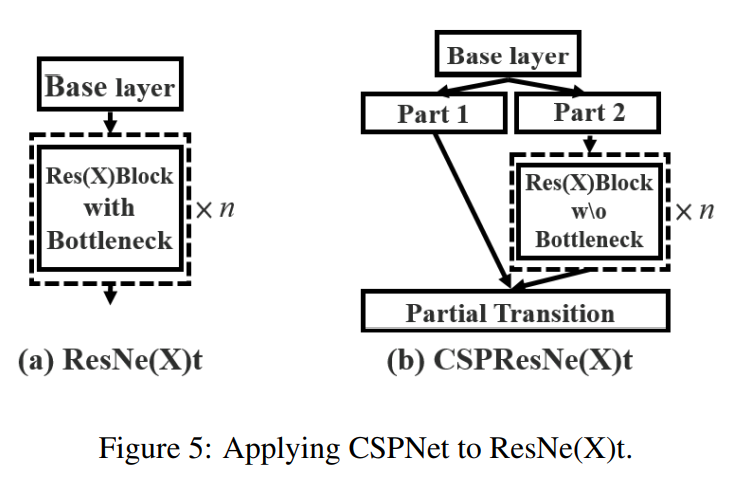 Base layer
Res(X)Block
with
Bottleneck
× n
(a) ResNe(X)t
Base layer
Part 1
Part 2
Res(X)Block
w\o
Bottleneck
× n
Partial Transition
(b) CSPResNe(X)t
Figure 5: Applying CSPNet to ResNe(X)t.